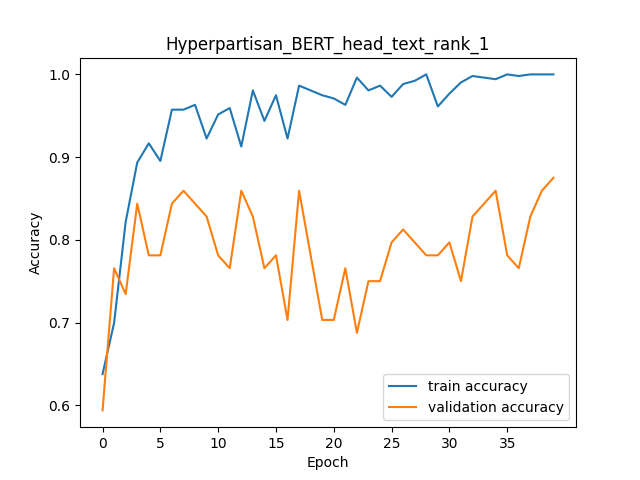 Hyperpartisan_BERT_head_text_rank_1
1.0
0.9
0.8
0.7
0.6
Accuracy
0
5
10
15
20
25
30
35
Epoch
train accuracy
validation accuracy